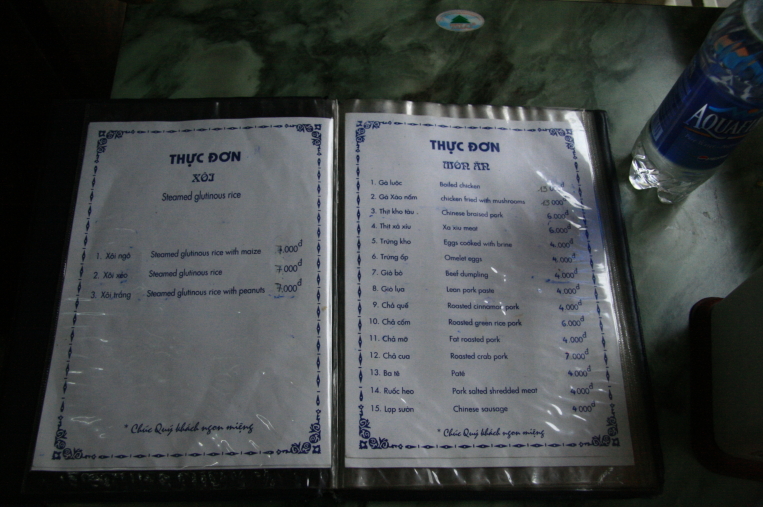 THỰC ĐƠN
XÔI
Steamed glutinous rice
1. Xôi ngô Steamed glutinous rice with maize 7.000đ
2. Xôi xéo Steamed glutinous rice 7.000đ
3. Xôi trắng Steamed glutinous rice with peanuts 7.000đ
* Chúc Quý khách ngon miệng
THỰC ĐƠN
MÓN ĂN
1. Gà luộc Boiled chicken
2. Gà Xào nấm chicken fried with mushrooms
3. Thịt kho tàu Chinese braised pork 6.000đ
4. Thịt xá xíu Xa xiu meat 6.000đ
5. Trứng kho Eggs cooked with brine 4.000đ
6. Trứng ốp Omelet eggs 4.000đ
7. Giò bò Beef dumpling 4.000đ
8. Giò lụa Lean pork paste 4.000đ
9. Chả quế Roasted cinnamon pork 4.000đ
10. Chả cốm Roasted green rice pork 6.000đ
11. Chả mỡ Fat roasted pork 4.000đ
12. Chả cua Roasted crab pork 7.000đ
13. Ba tê Patê 4.000đ
14. Ruốc heo Pork salted shredded meat 4.000đ
15. Lạp sườn Chinese sausage 4.000đ
* Chúc Quý khách ngon miệng